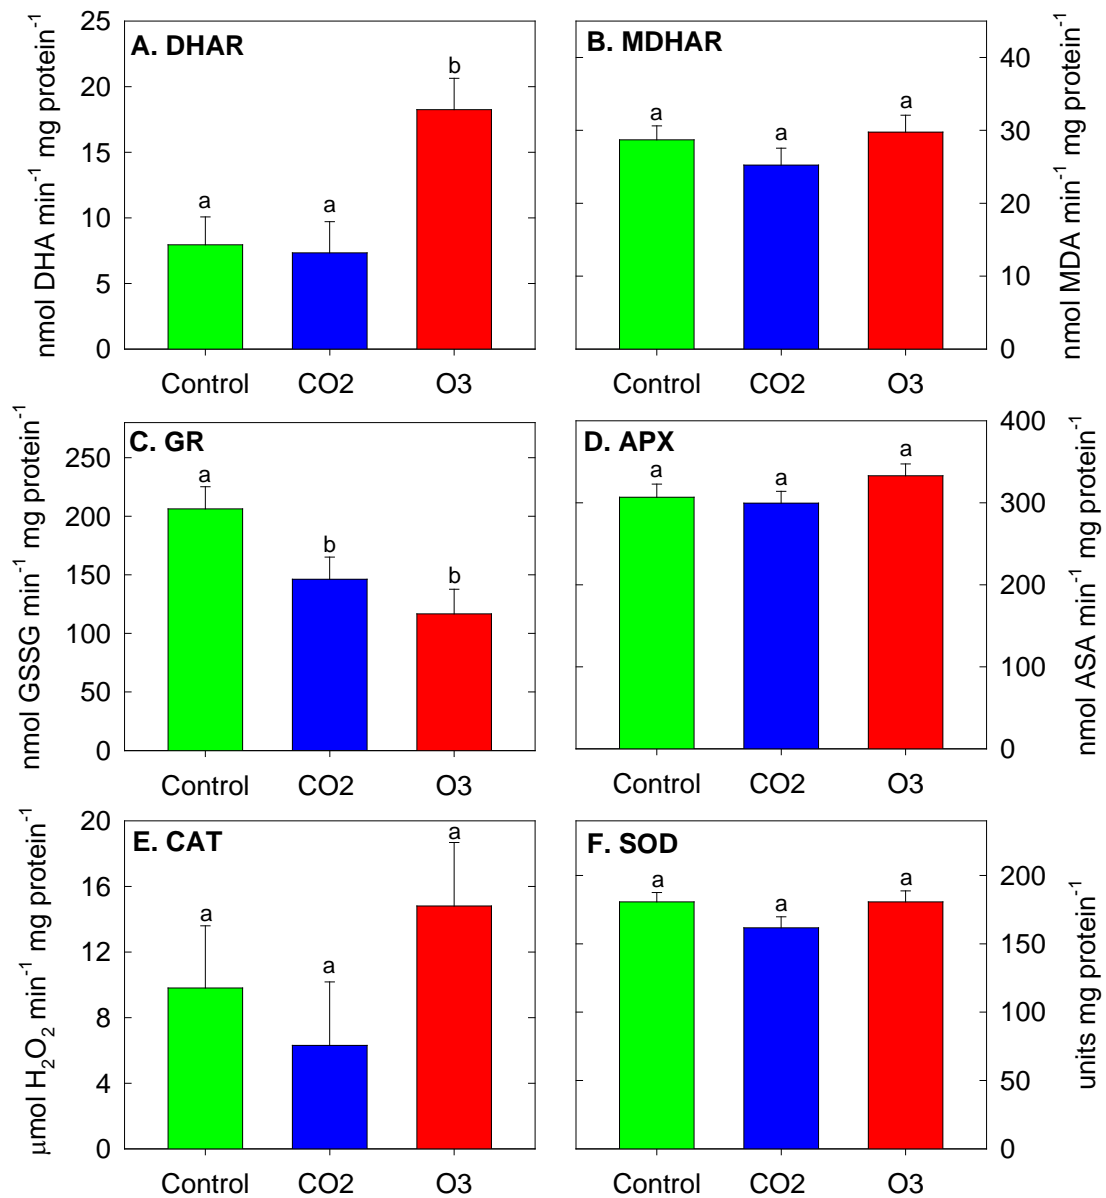 A. DHAR
nmol DHA min⁻¹ mg protein⁻¹
25
20
15
10
5
0
a
a
b
Control CO2 O3
B. MDHAR
nmol MDA min⁻¹ mg protein⁻¹
40
30
20
10
0
a
a
a
Control CO2 O3
C. GR
nmol GSSG min⁻¹ mg protein⁻¹
250
200
150
100
50
0
a
b
b
Control CO2 O3
D. APX
nmol ASA min⁻¹ mg protein⁻¹
400
300
200
100
0
a
a
a
Control CO2 O3
E. CAT
µmol H₂O₂ min⁻¹ mg protein⁻¹
20
16
12
8
4
0
a
a
a
Control CO2 O3
F. SOD
units mg protein⁻¹
200
150
100
50
0
a
a
a
Control CO2 O3